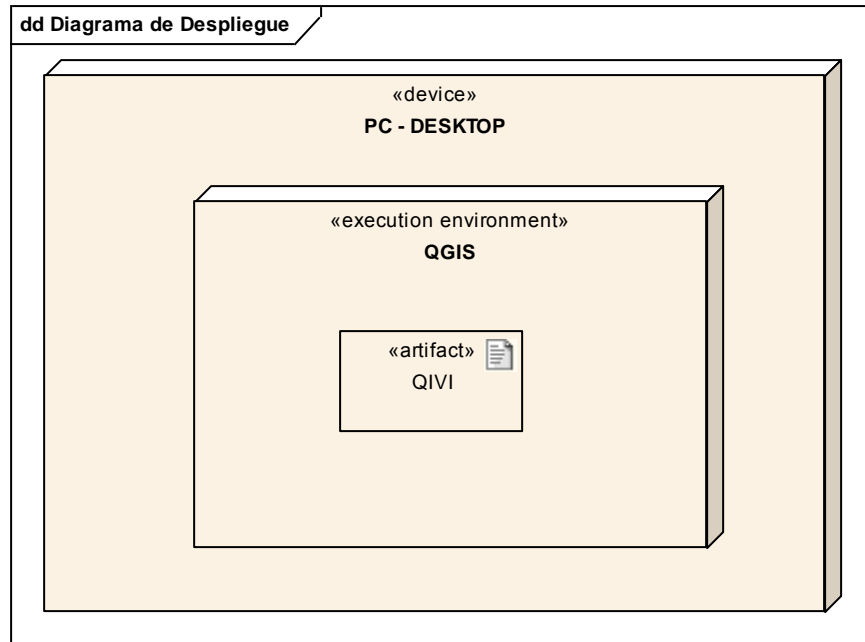 dd Diagrama de Despliegue
«device»
PC - DESKTOP
«execution environment»
QGIS
«artifact»
QIVI